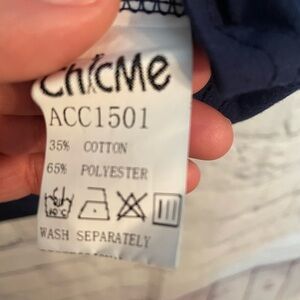 ChicMe
ACC1501
35% COTTON
65% POLYESTER
WASH SEPARATELY